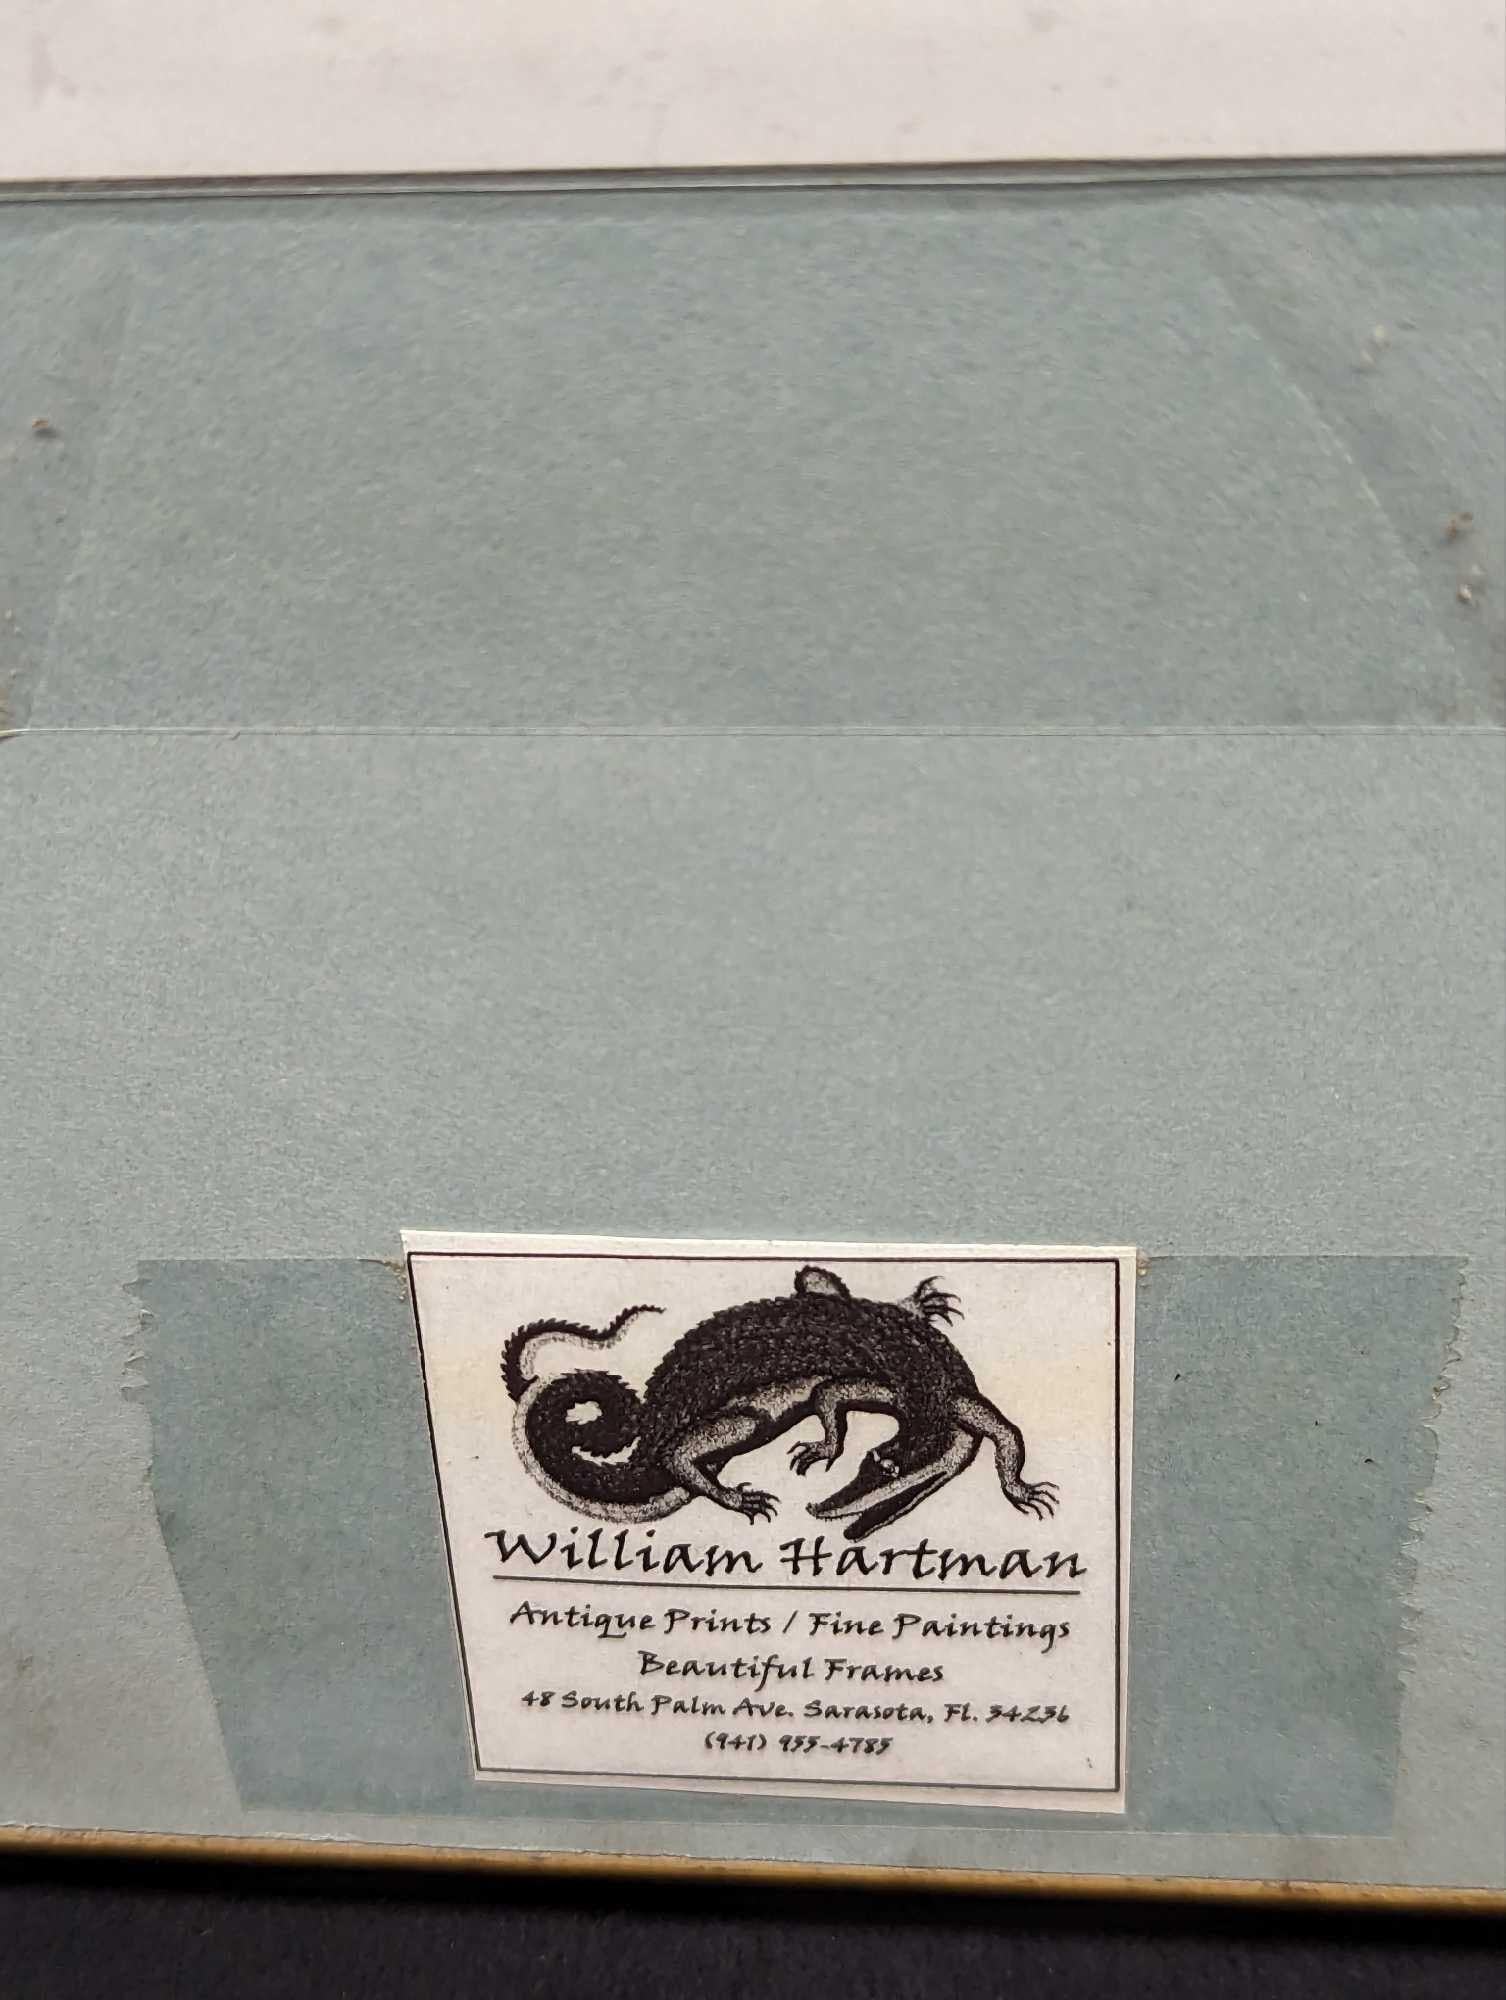 William Hartman
Antique Prints / Fine Paintings
Beautiful Frames
48 South Palm Ave. Sarasota, Fl. 34236
(941) 955-4785